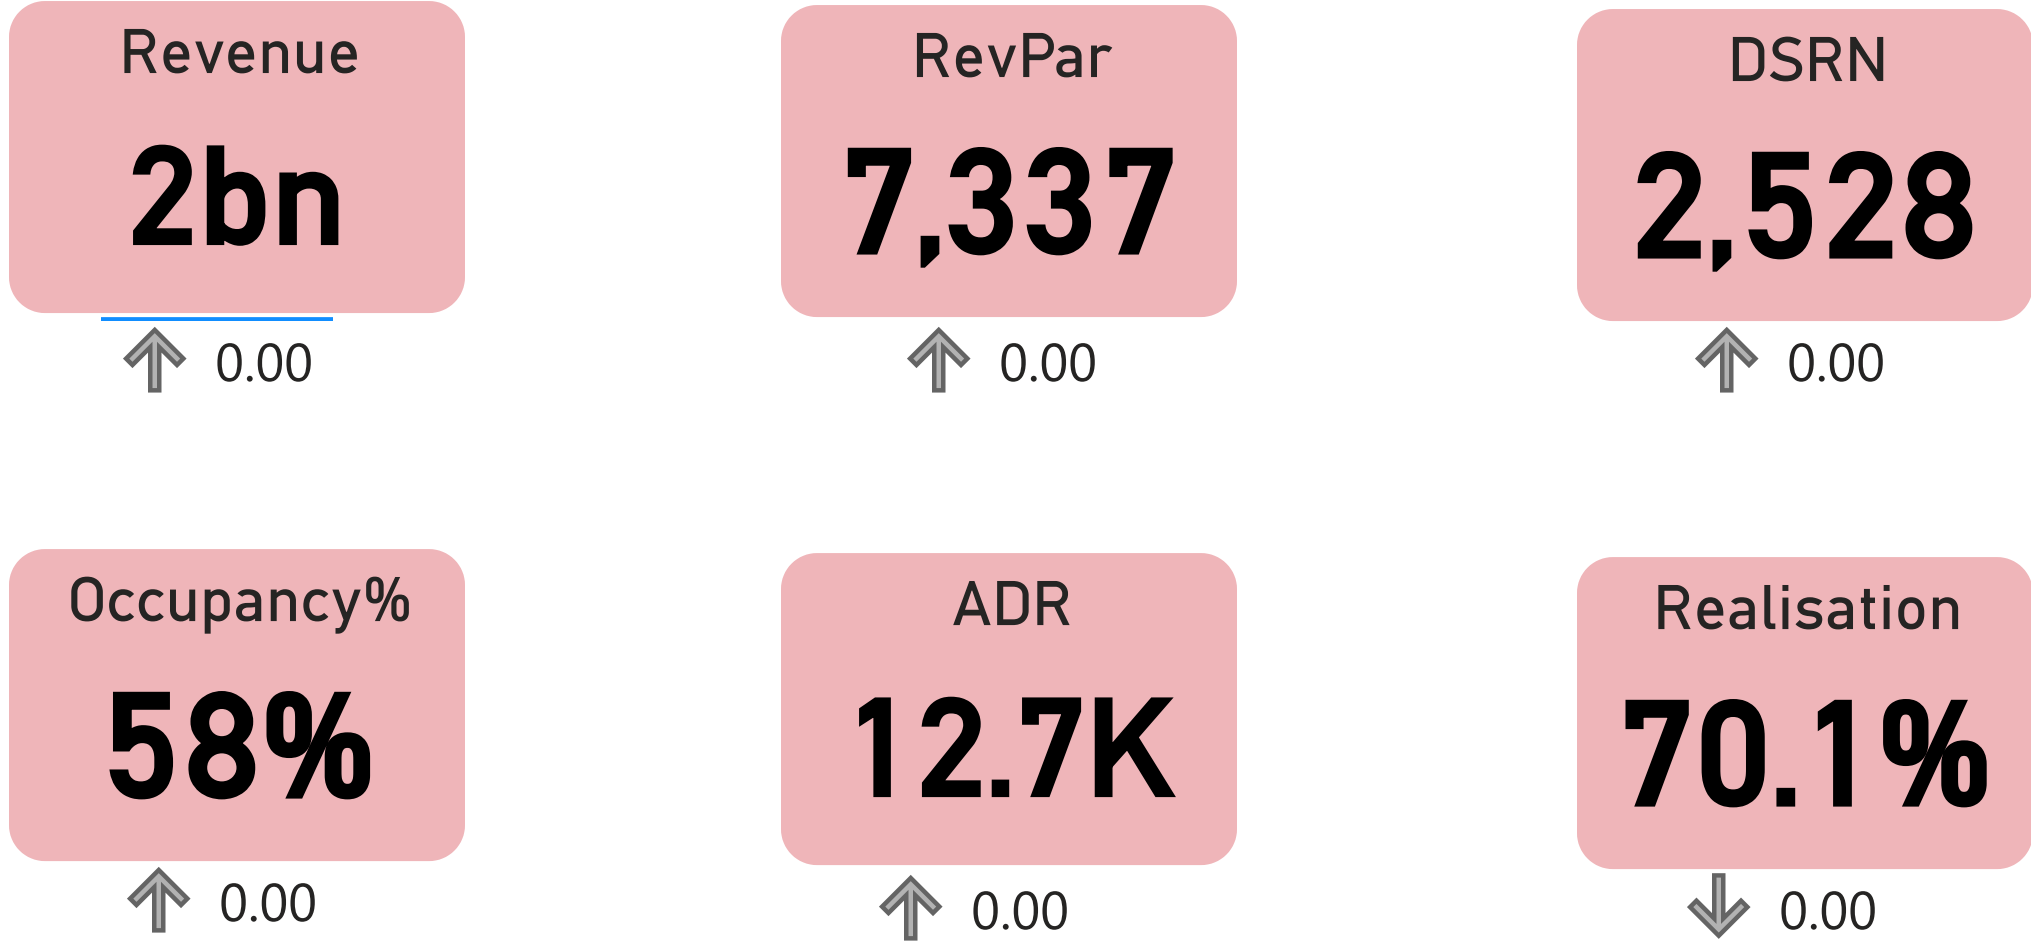 Revenue
2bn
0.00
RevPar
7,337
0.00
DSRN
2,528
0.00
Occupancy%
58%
0.00
ADR
12.7K
0.00
Realisation
70.1%
0.00